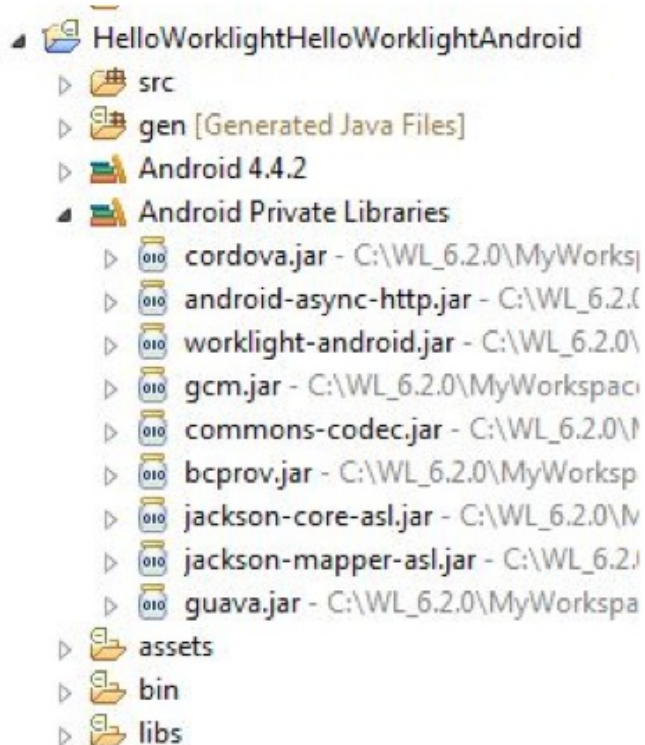 HelloWorklightHelloWorklightAndroid
src
gen [Generated Java Files]
Android 4.4.2
Android Private Libraries
cordova.jar - C:\WL_6.2.0\MyWorksp
android-async-http.jar - C:\WL_6.2.0
worklight-android.jar - C:\WL_6.2.0\
gcm.jar - C:\WL_6.2.0\MyWorkspac
commons-codec.jar - C:\WL_6.2.0\
bcprov.jar - C:\WL_6.2.0\MyWorksp
jackson-core-asl.jar - C:\WL_6.2.0\M
jackson-mapper-asl.jar - C:\WL_6.2.
guava.jar - C:\WL_6.2.0\MyWorkspa
assets
bin
libs